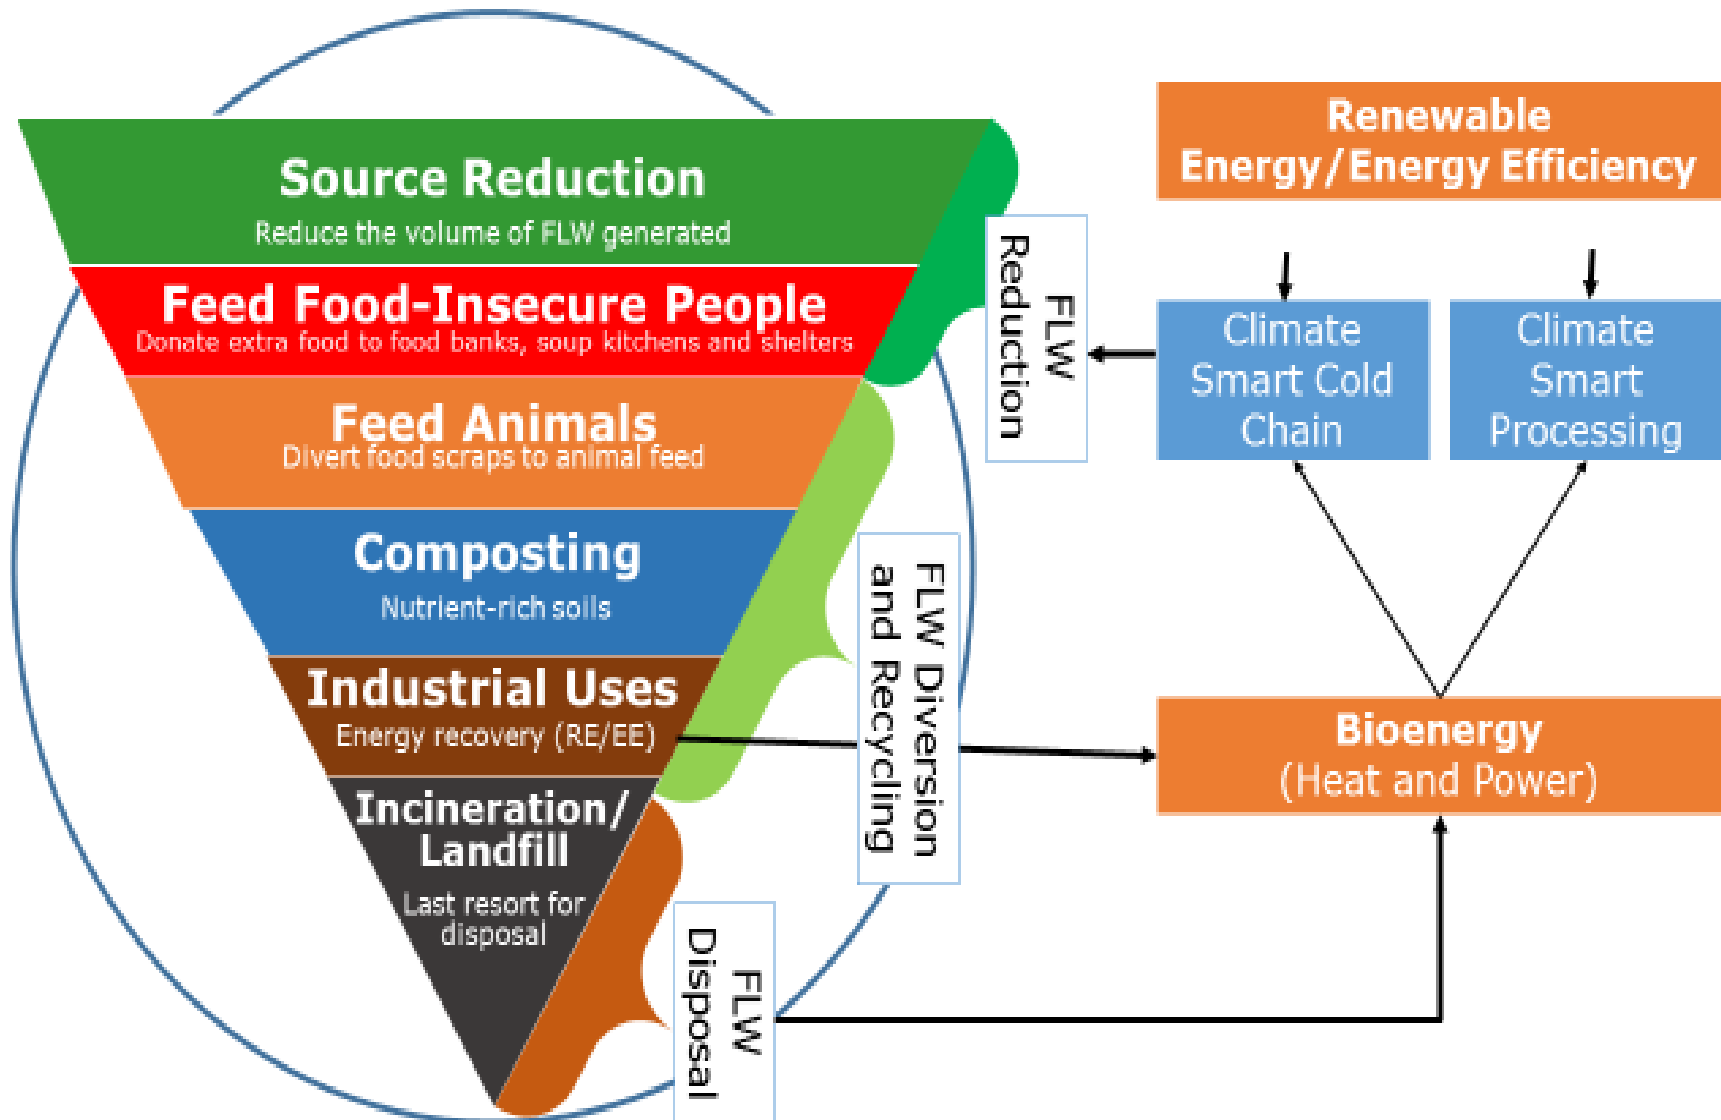 Source Reduction
Reduce the volume of FLW generated
Feed Food-Insecure People
Donate extra food to food banks, soup kitchens and shelters
Feed Animals
Divert food scraps to animal feed
Composting
Nutrient-rich soils
Industrial Uses
Energy recovery (RE/EE)
Incineration/
Landfill
Last resort for
disposal
FLW
Reduction
FLW Diversion
and Recycling
FLW
Disposal
Renewable
Energy/Energy Efficiency
Climate
Smart Cold
Chain
Climate
Smart
Processing
Bioenergy
(Heat and Power)